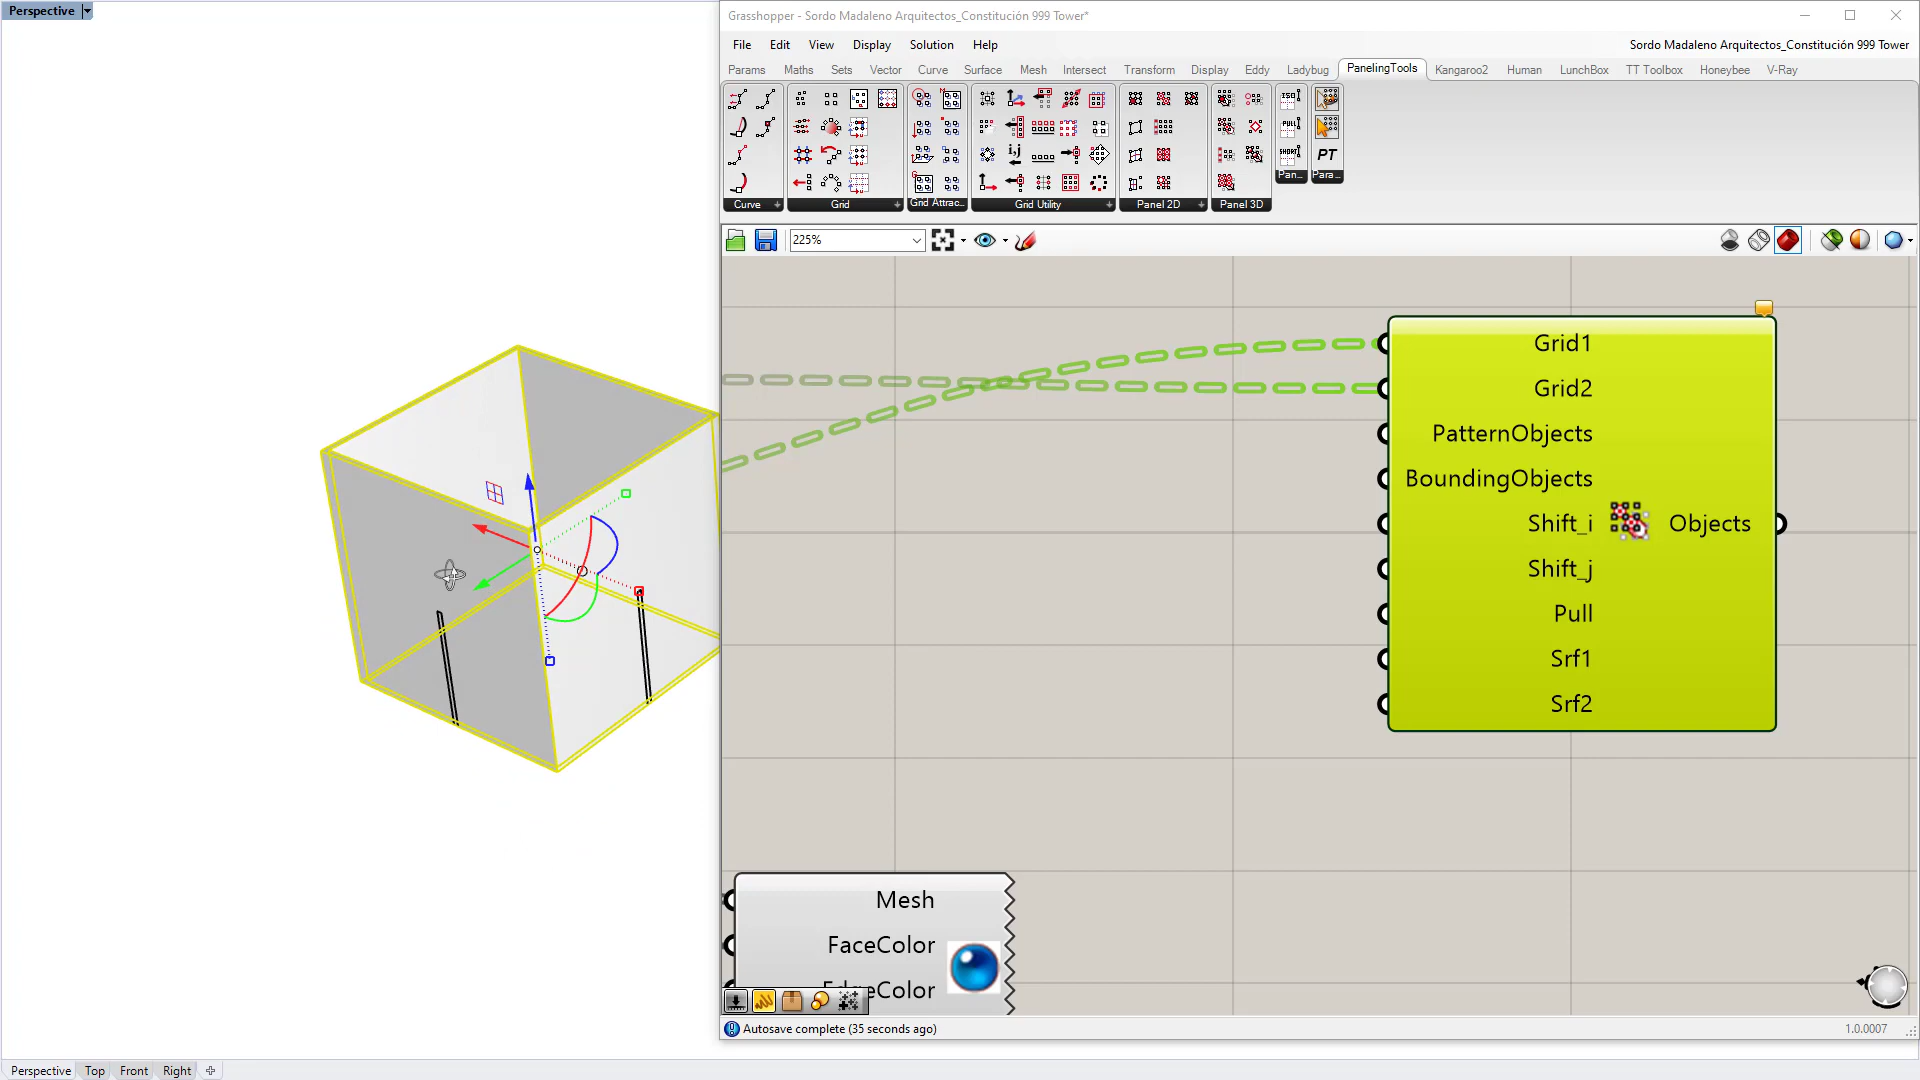 Perspective
Grasshopper - Sordo Madaleno Arquitectos_Constitución 999 Tower*
File Edit View Display Solution Help
Sordo Madaleno Arquitectos_Constitución 999 Tower
Params Maths Sets Vector Curve Surface Mesh Intersect Transform Display Eddy Ladybug PanelingTools Kangaroo2 Human LunchBox TT Toolbox Honeybee V-Ray
PT
Pan... Para...
Curve Grid Grid Attrac... Grid Utility Panel 2D Panel 3D
225%
Grid1
Grid2
PatternObjects
BoundingObjects
Shift_i Objects
Shift_j
Pull
Srf1
Srf2
Mesh
FaceColor
EdgeColor
Autosave complete (35 seconds ago)
1.0.0007
Perspective Top Front Right